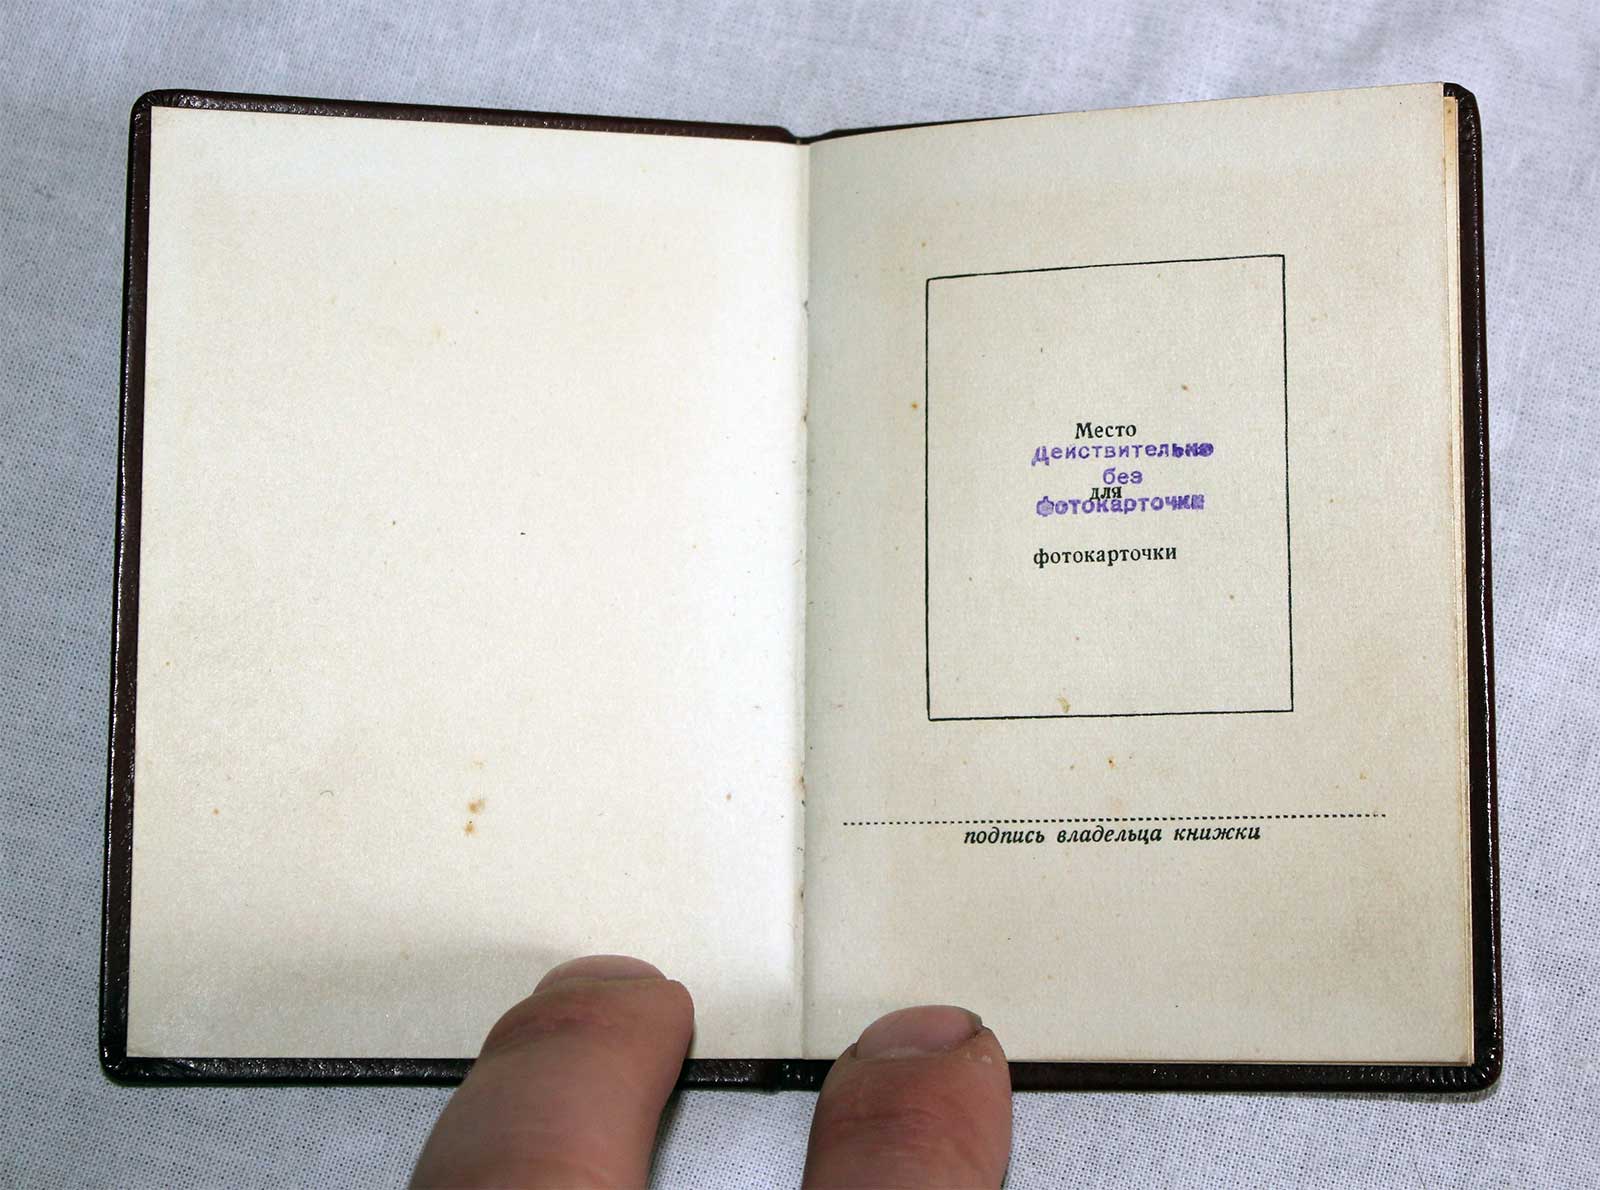 Место
Действительно
без
для
фотокарточки
фотокарточки
подпись владельца книжки